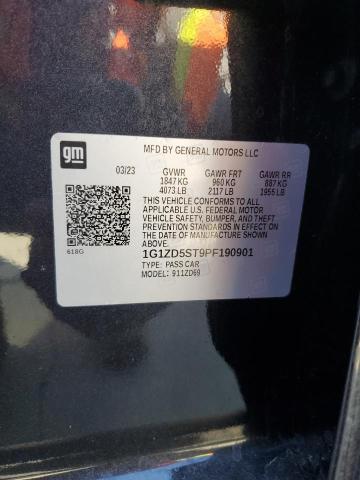 gm
MFD BY GENERAL MOTORS LLC
03/23 GVWR GAWR FRT GAWR RR
1847 KG 960 KG 887 KG
4073 LB 2117 LB 1955 LB
THIS VEHICLE CONFORMS TO ALL
APPLICABLE U.S. FEDERAL MOTOR
VEHICLE SAFETY, BUMPER, AND THEFT
PREVENTION STANDARDS IN EFFECT
ON THE DATE OF MANUFACTURE
SHOWN ABOVE.
618G
1G1ZD5ST9PF190901
TYPE: PASS CAR
MODEL: 911ZD69